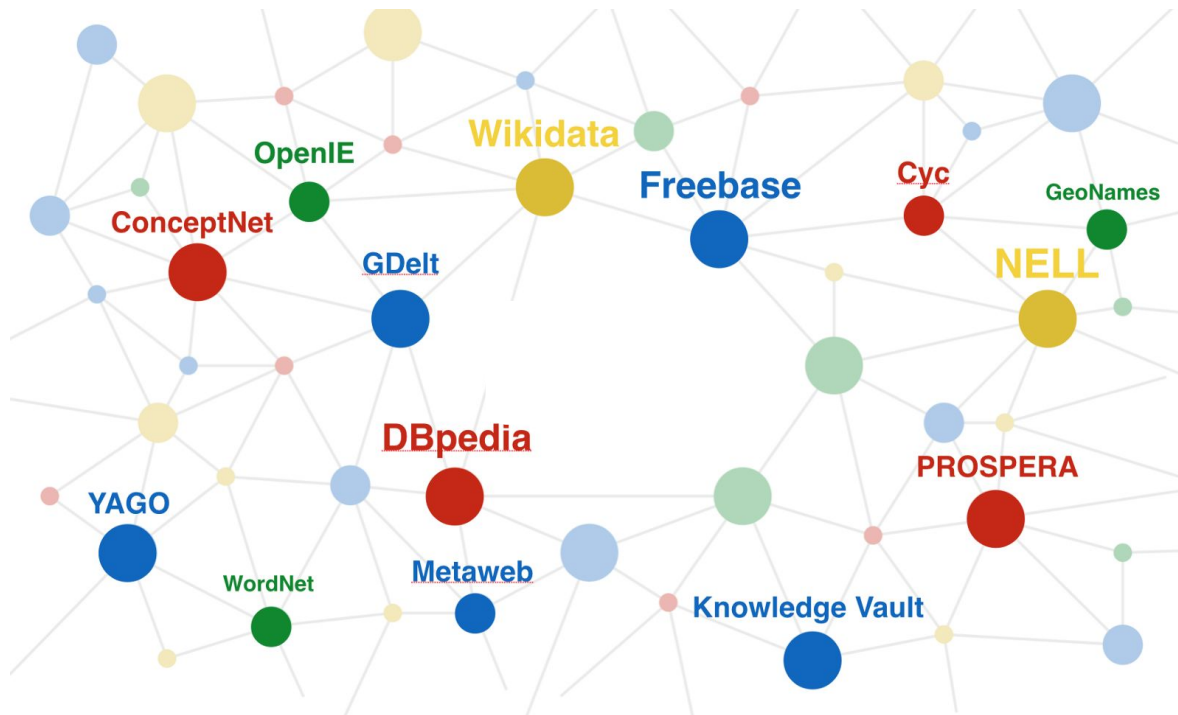 Wikidata
OpenIE
Cyc
Freebase
GeoNames
ConceptNet
GDelt
NELL
DBpedia
PROSPERA
YAGO
Metaweb
WordNet
Knowledge Vault